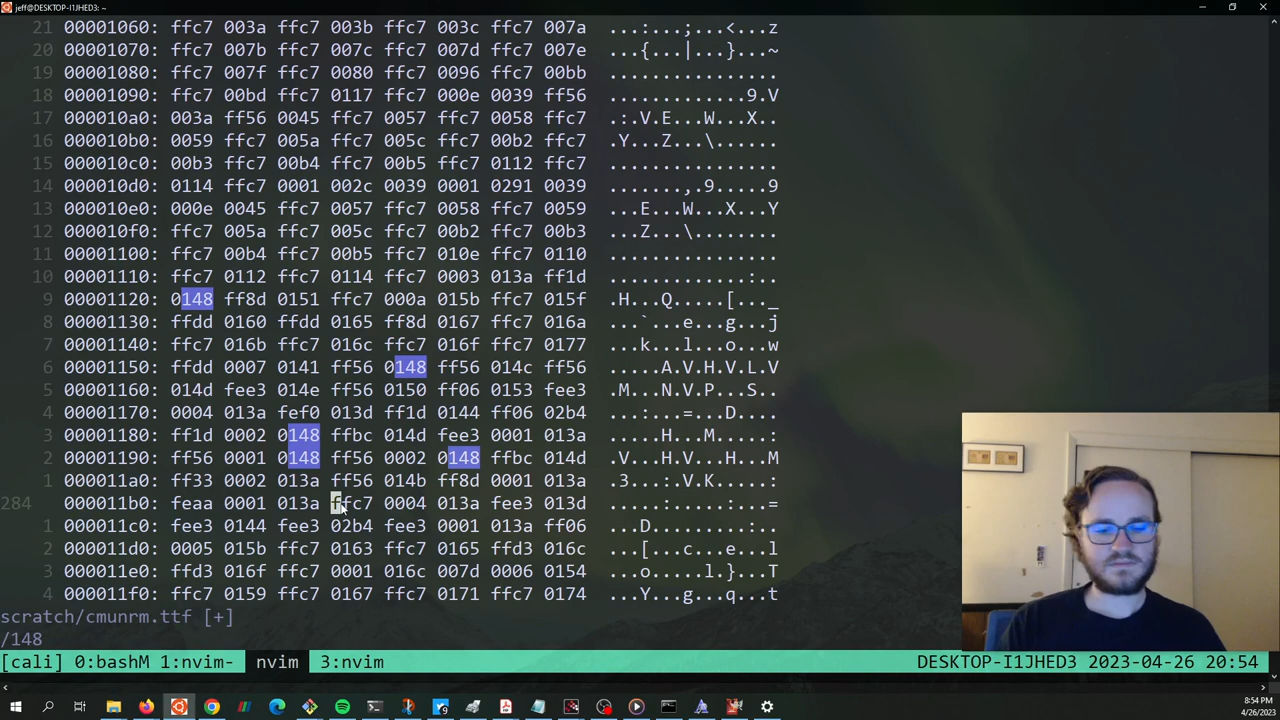 jeff@DESKTOP-I1JHED3: ~
21 00001060: ffc7 003a ffc7 003b ffc7 003c ffc7 007a ...:...;...<...z
20 00001070: ffc7 007b ffc7 007c ffc7 007d ffc7 007e ...{...|...}...~
19 00001080: ffc7 007f ffc7 0080 ffc7 0096 ffc7 00bb ................
18 00001090: ffc7 00bd ffc7 0117 ffc7 000e 0039 ff56 .............9.V
17 000010a0: 003a ff56 0045 ffc7 0057 ffc7 0058 ffc7 .:.V.E...W...X..
16 000010b0: 0059 ffc7 005a ffc7 005c ffc7 00b2 ffc7 .Y...Z...\......
15 000010c0: 00b3 ffc7 00b4 ffc7 00b5 ffc7 0112 ffc7 ................
14 000010d0: 0114 ffc7 0001 002c 0039 0001 0291 0039 .......,.9.....9
13 000010e0: 000e 0045 ffc7 0057 ffc7 0058 ffc7 0059 ...E...W...X...Y
12 000010f0: ffc7 005a ffc7 005c ffc7 00b2 ffc7 00b3 ...Z...\........
11 00001100: ffc7 00b4 ffc7 00b5 ffc7 010e ffc7 0110 ................
10 00001110: ffc7 0112 ffc7 0114 ffc7 0003 013a ff1d .............:..
9 00001120: 0148 ff8d 0151 ffc7 000a 015b ffc7 015f .H...Q.....[..._
8 00001130: ffdd 0160 ffdd 0165 ff8d 0167 ffc7 016a ...`...e...g...j
7 00001140: ffc7 016b ffc7 016c ffc7 016f ffc7 0177 ...k...l...o...w
6 00001150: ffdd 0007 0141 ff56 0148 ff56 014c ff56 .....A.V.H.V.L.V
5 00001160: 014d fee3 014e ff56 0150 ff06 0153 fee3 .M...N.V.P...S..
4 00001170: 0004 013a fef0 013d ff1d 0144 ff06 02b4 ...:...=...D....
3 00001180: ff1d 0002 0148 ffbc 014d fee3 0001 013a .....H...M.....:
2 00001190: ff56 0001 0148 ff56 0002 0148 ffbc 014d .V...H.V...H...M
1 000011a0: ff33 0002 013a ff56 014b ff8d 0001 013a .3...:.V.K.....:
284 000011b0: feaa 0001 013a ffc7 0004 013a fee3 013d .....:.....:...=
1 000011c0: fee3 0144 fee3 02b4 fee3 0001 013a ff06 ...D.........:..
2 000011d0: 0005 015b ffc7 0163 ffc7 0165 ffd3 016c ...[...c...e...l
3 000011e0: ffd3 016f ffc7 0001 016c 007d 0006 0154 ...o.....l.}...T
4 000011f0: ffc7 0159 ffc7 0167 ffc7 0171 ffc7 0174 ...Y...g...q...t
scratch/cmunrm.ttf [+]
/148
[cali] 0:bashM 1:nvim- nvim 3:nvim DESKTOP-I1JHED3 2023-04-26 20:54
8:54 PM
4/26/2023